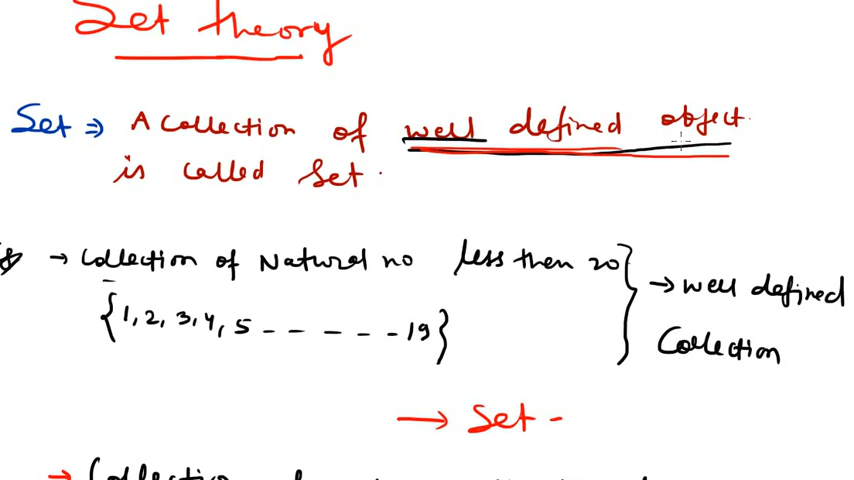 Set theory
Set ⇒ A collection of well defined object.
is called Set.
→ Collection of Natural no less then 20
{1, 2, 3, 4, 5 - - - - - - 19}
→ well defined
Collection
→ Set -
→ Collection